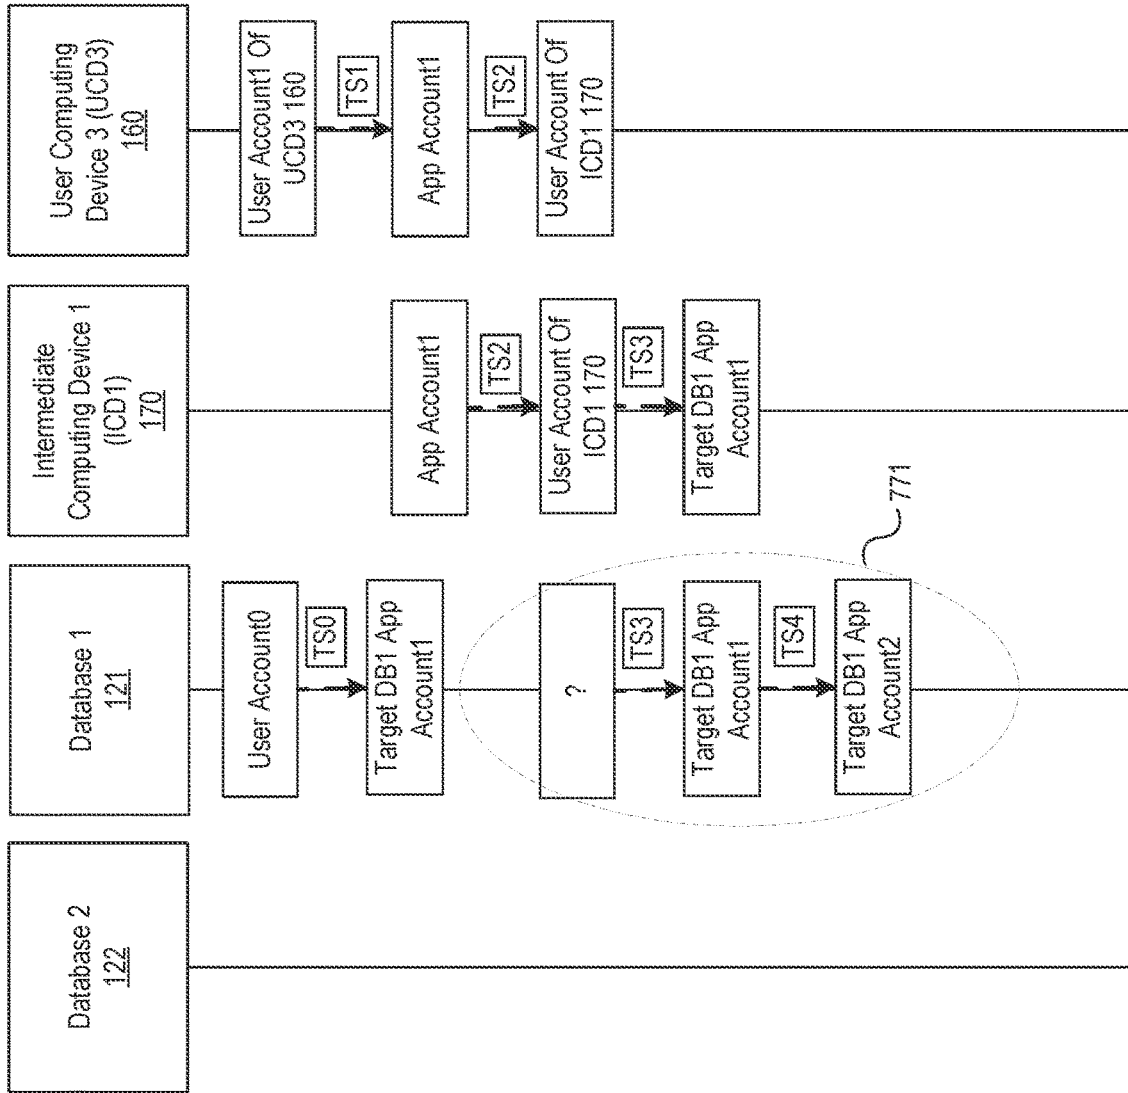 User Computing
Device 3 (UCD3)
160
User Account1 Of
UCD3 160
TS1
App Account1
TS2
User Account Of
ICD1 170
Intermediate
Computing Device 1
(ICD1)
170
App Account1
TS2
User Account Of
ICD1 170
TS3
Target DB1 App
Account1
Database 1
121
User Account0
TS0
Target DB1 App
Account1
?
TS3
Target DB1 App
Account1
TS4
Target DB1 App
Account2
771
Database 2
122